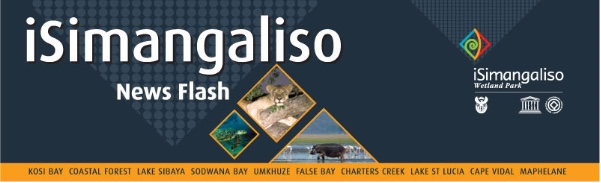 iSimangaliso
News Flash
iSimangaliso
Wetland Park
KOSI BAY COASTAL FOREST LAKE SIBAYA SODWANA BAY UMKHUZE FALSE BAY CHARTERS CREEK LAKE ST LUCIA CAPE VIDAL MAPHELANE